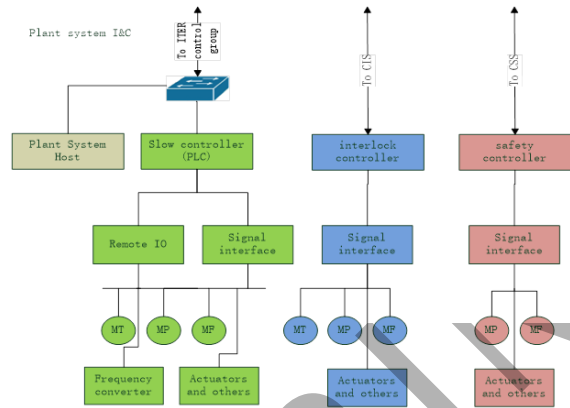 Plant system I&C
To ITER
control
group
To CIS
To CSS
Plant System
Host
Slow controller
(PLC)
interlock
controller
safety
controller
Remote IO
Signal
interface
Signal
interface
Signal
interface
MT
MP
MF
MT
MP
MF
MP
MF
Frequency
converter
Actuators
and others
Actuators
and others
Actuators
and others